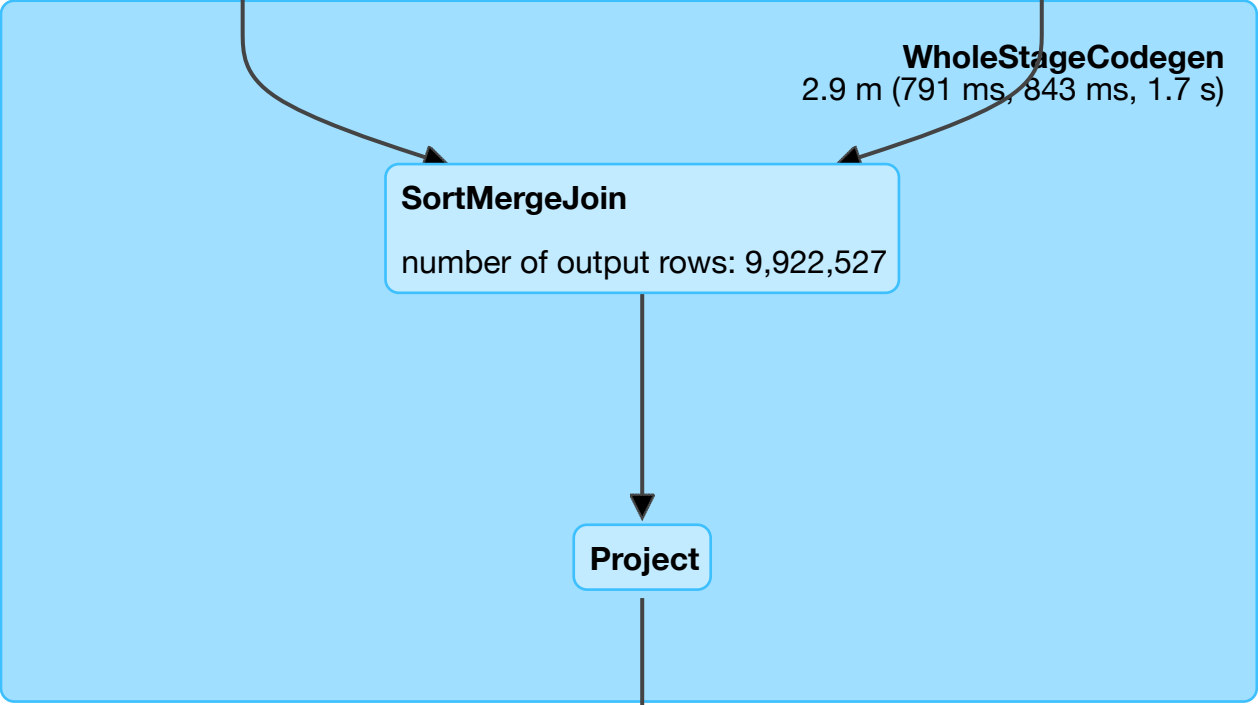 WholeStageCodegen
2.9 m (791 ms, 843 ms, 1.7 s)
SortMergeJoin
number of output rows: 9,922,527
Project